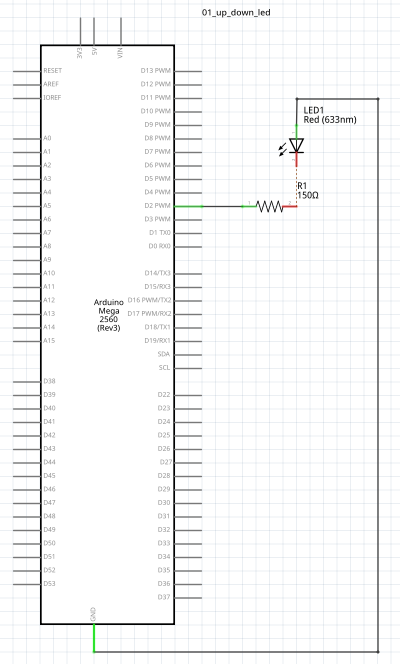 01_up_down_led
3V3
5V
VIN
RESET
AREF
IOREF
A0
A1
A2
A3
A4
A5
A6
A7
A8
A9
A10
A11
A12
A13
A14
A15
D38
D39
D40
D41
D42
D43
D44
D45
D46
D47
D48
D49
D50
D51
D52
D53
Arduino
Mega
2560
(Rev3)
D13 PWM
D12 PWM
D11 PWM
D10 PWM
D9 PWM
D8 PWM
D7 PWM
D6 PWM
D5 PWM
D4 PWM
D2 PWM
D3 PWM
D1 TX0
D0 RX0
D14/TX3
D15/RX3
D16 PWM/TX2
D17 PWM/RX2
D18/TX1
D19/RX1
SDA
SCL
D22
D23
D24
D25
D26
D27
D28
D29
D30
D31
D32
D33
D34
D35
D36
D37
GND
LED1
Red (633nm)
R1
150Ω